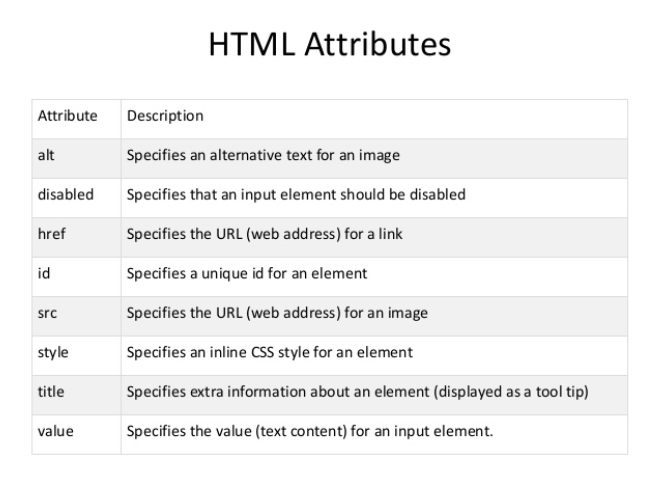 HTML Attributes
Attribute Description
alt Specifies an alternative text for an image
disabled Specifies that an input element should be disabled
href Specifies the URL (web address) for a link
id Specifies a unique id for an element
src Specifies the URL (web address) for an image
style Specifies an inline CSS style for an element
title Specifies extra information about an element (displayed as a tool tip)
value Specifies the value (text content) for an input element.